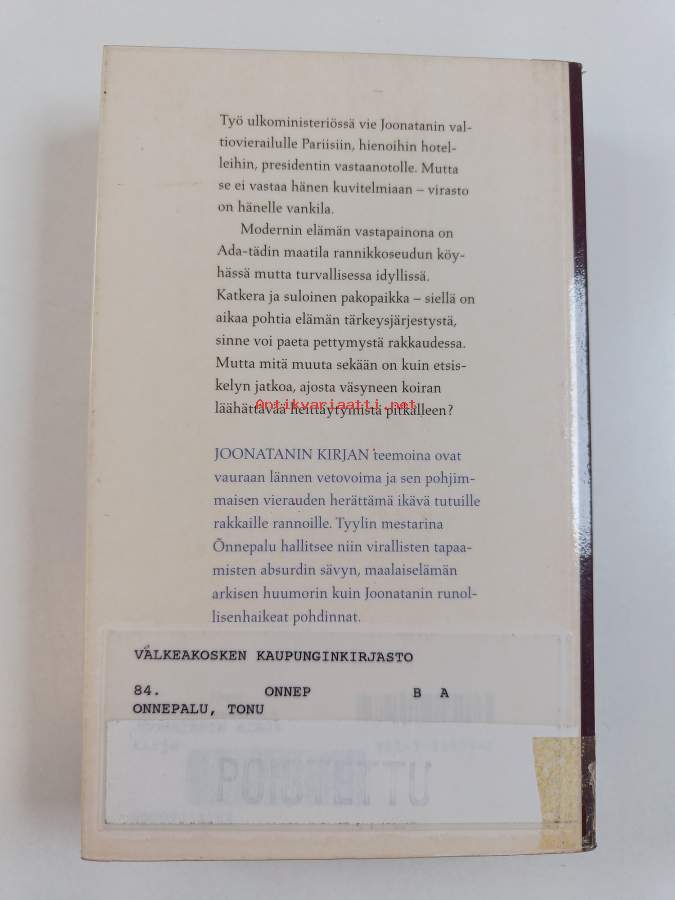 Työ ulkoministeriössä vie Joonatanin val-
tiovierailulle Pariisiin, hienoihin hotel-
leihin, presidentin vastaanotolle. Mutta
se ei vastaa hänen kuvitelmiaan – virasto
on hänelle vankila.
Modernin elämän vastapainona on
Ada-tädin maatila rannikkoseudun köy-
hässä mutta turvallisessa idyllissä.
Katkera ja suloinen pakopaikka – siellä on
aikaa pohtia elämän tärkeysjärjestystä,
sinne voi paeta pettymystä rakkaudessa.
Mutta mitä muuta sekään on kuin etsis-
kelyn jatkoa, ajosta väsyneen koiran
Antikvariaatti.net
läähättävää heittäytymistä pitkälleen?
JOONATANIN KIRJAN teemoina ovat
vauraan lännen vetovoima ja sen pohjim-
maisen vierauden herättämä ikävä tutuille
rakkaille rannoille. Tyylin mestarina
Õnnepalu hallitsee niin virallisten tapaa-
misten absurdin sävyn, maalaiselämän
arkisen huumorin kuin Joonatanin runol-
lisenhaikeat pohdinnat.
VALKEAKOSKEN KAUPUNGINKIRJASTO
84. ONNEP B A
ONNEPALU, TONU
POISTETTU